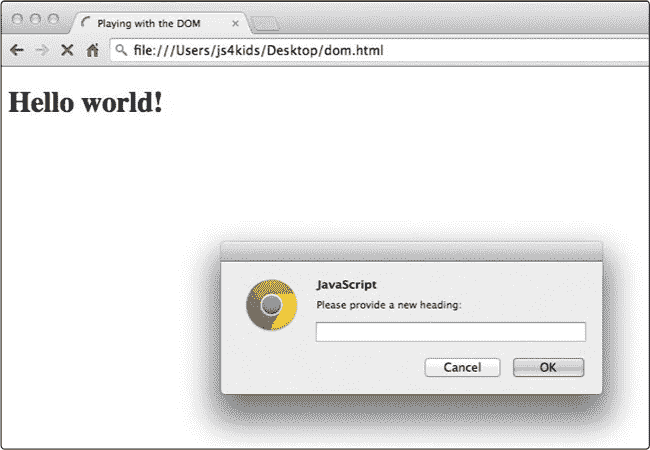 Playing with the DOM
file:///Users/js4kids/Desktop/dom.html
Hello world!
JavaScript
Please provide a new heading:
Cancel OK